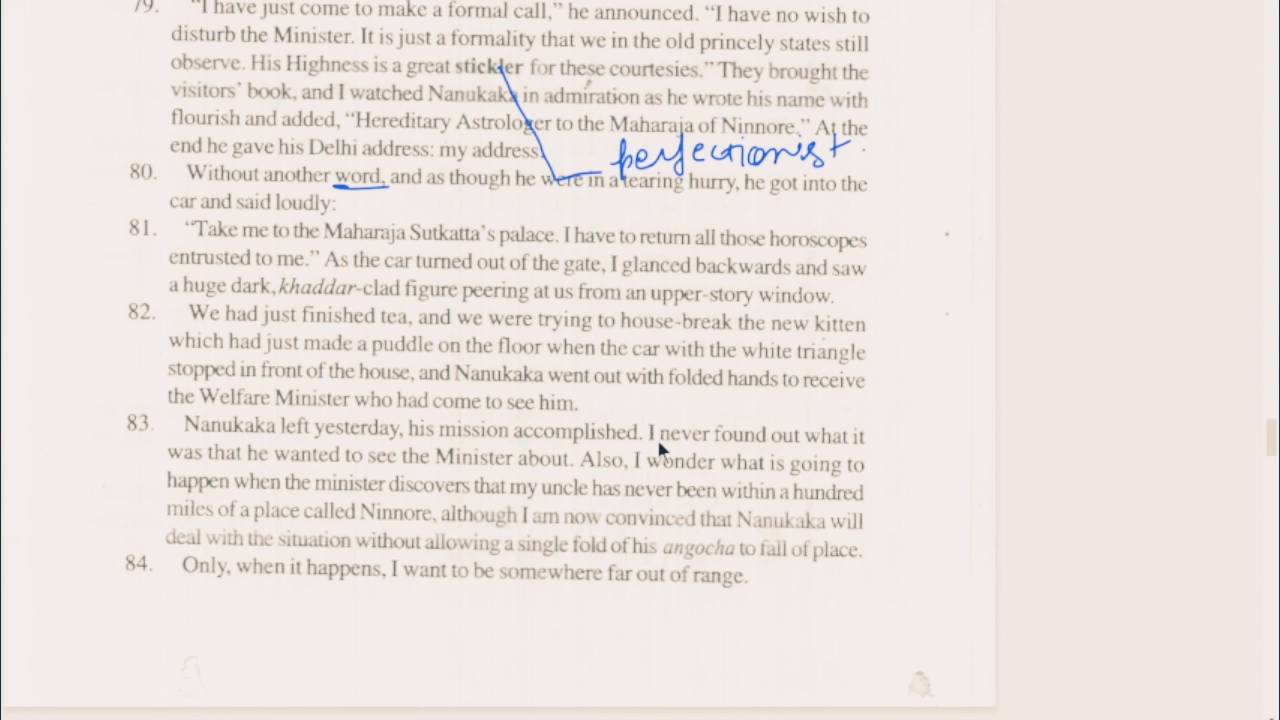 79. "I have just come to make a formal call," he announced. "I have no wish to
disturb the Minister. It is just a formality that we in the old princely states still
observe. His Highness is a great stickler for these courtesies." They brought the
visitors' book, and I watched Nanukaka in admiration as he wrote his name with
flourish and added, "Hereditary Astrologer to the Maharaja of Ninnore." At the
end he gave his Delhi address: my address.
perfectionist
80. Without another word, and as though he were in a tearing hurry, he got into the
car and said loudly:
81. "Take me to the Maharaja Sutkatta's palace. I have to return all those horoscopes
entrusted to me." As the car turned out of the gate, I glanced backwards and saw
a huge dark, khaddar-clad figure peering at us from an upper-story window.
82. We had just finished tea, and we were trying to house-break the new kitten
which had just made a puddle on the floor when the car with the white triangle
stopped in front of the house, and Nanukaka went out with folded hands to receive
the Welfare Minister who had come to see him.
83. Nanukaka left yesterday, his mission accomplished. I never found out what it
was that he wanted to see the Minister about. Also, I wonder what is going to
happen when the minister discovers that my uncle has never been within a hundred
miles of a place called Ninnore, although I am now convinced that Nanukaka will
deal with the situation without allowing a single fold of his angocha to fall of place.
84. Only, when it happens, I want to be somewhere far out of range.